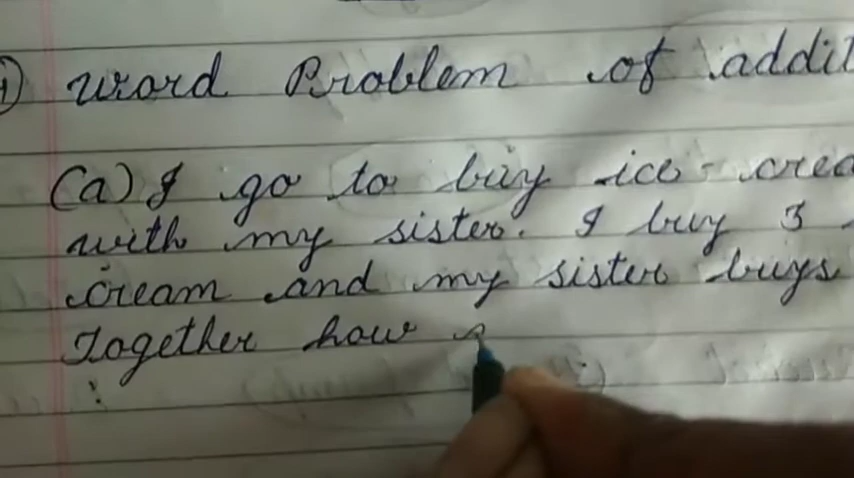 1) Word Problem of addit
(a) I go to buy ice-crea
with my sister. I buy 3
cream and my sister buys
Together how